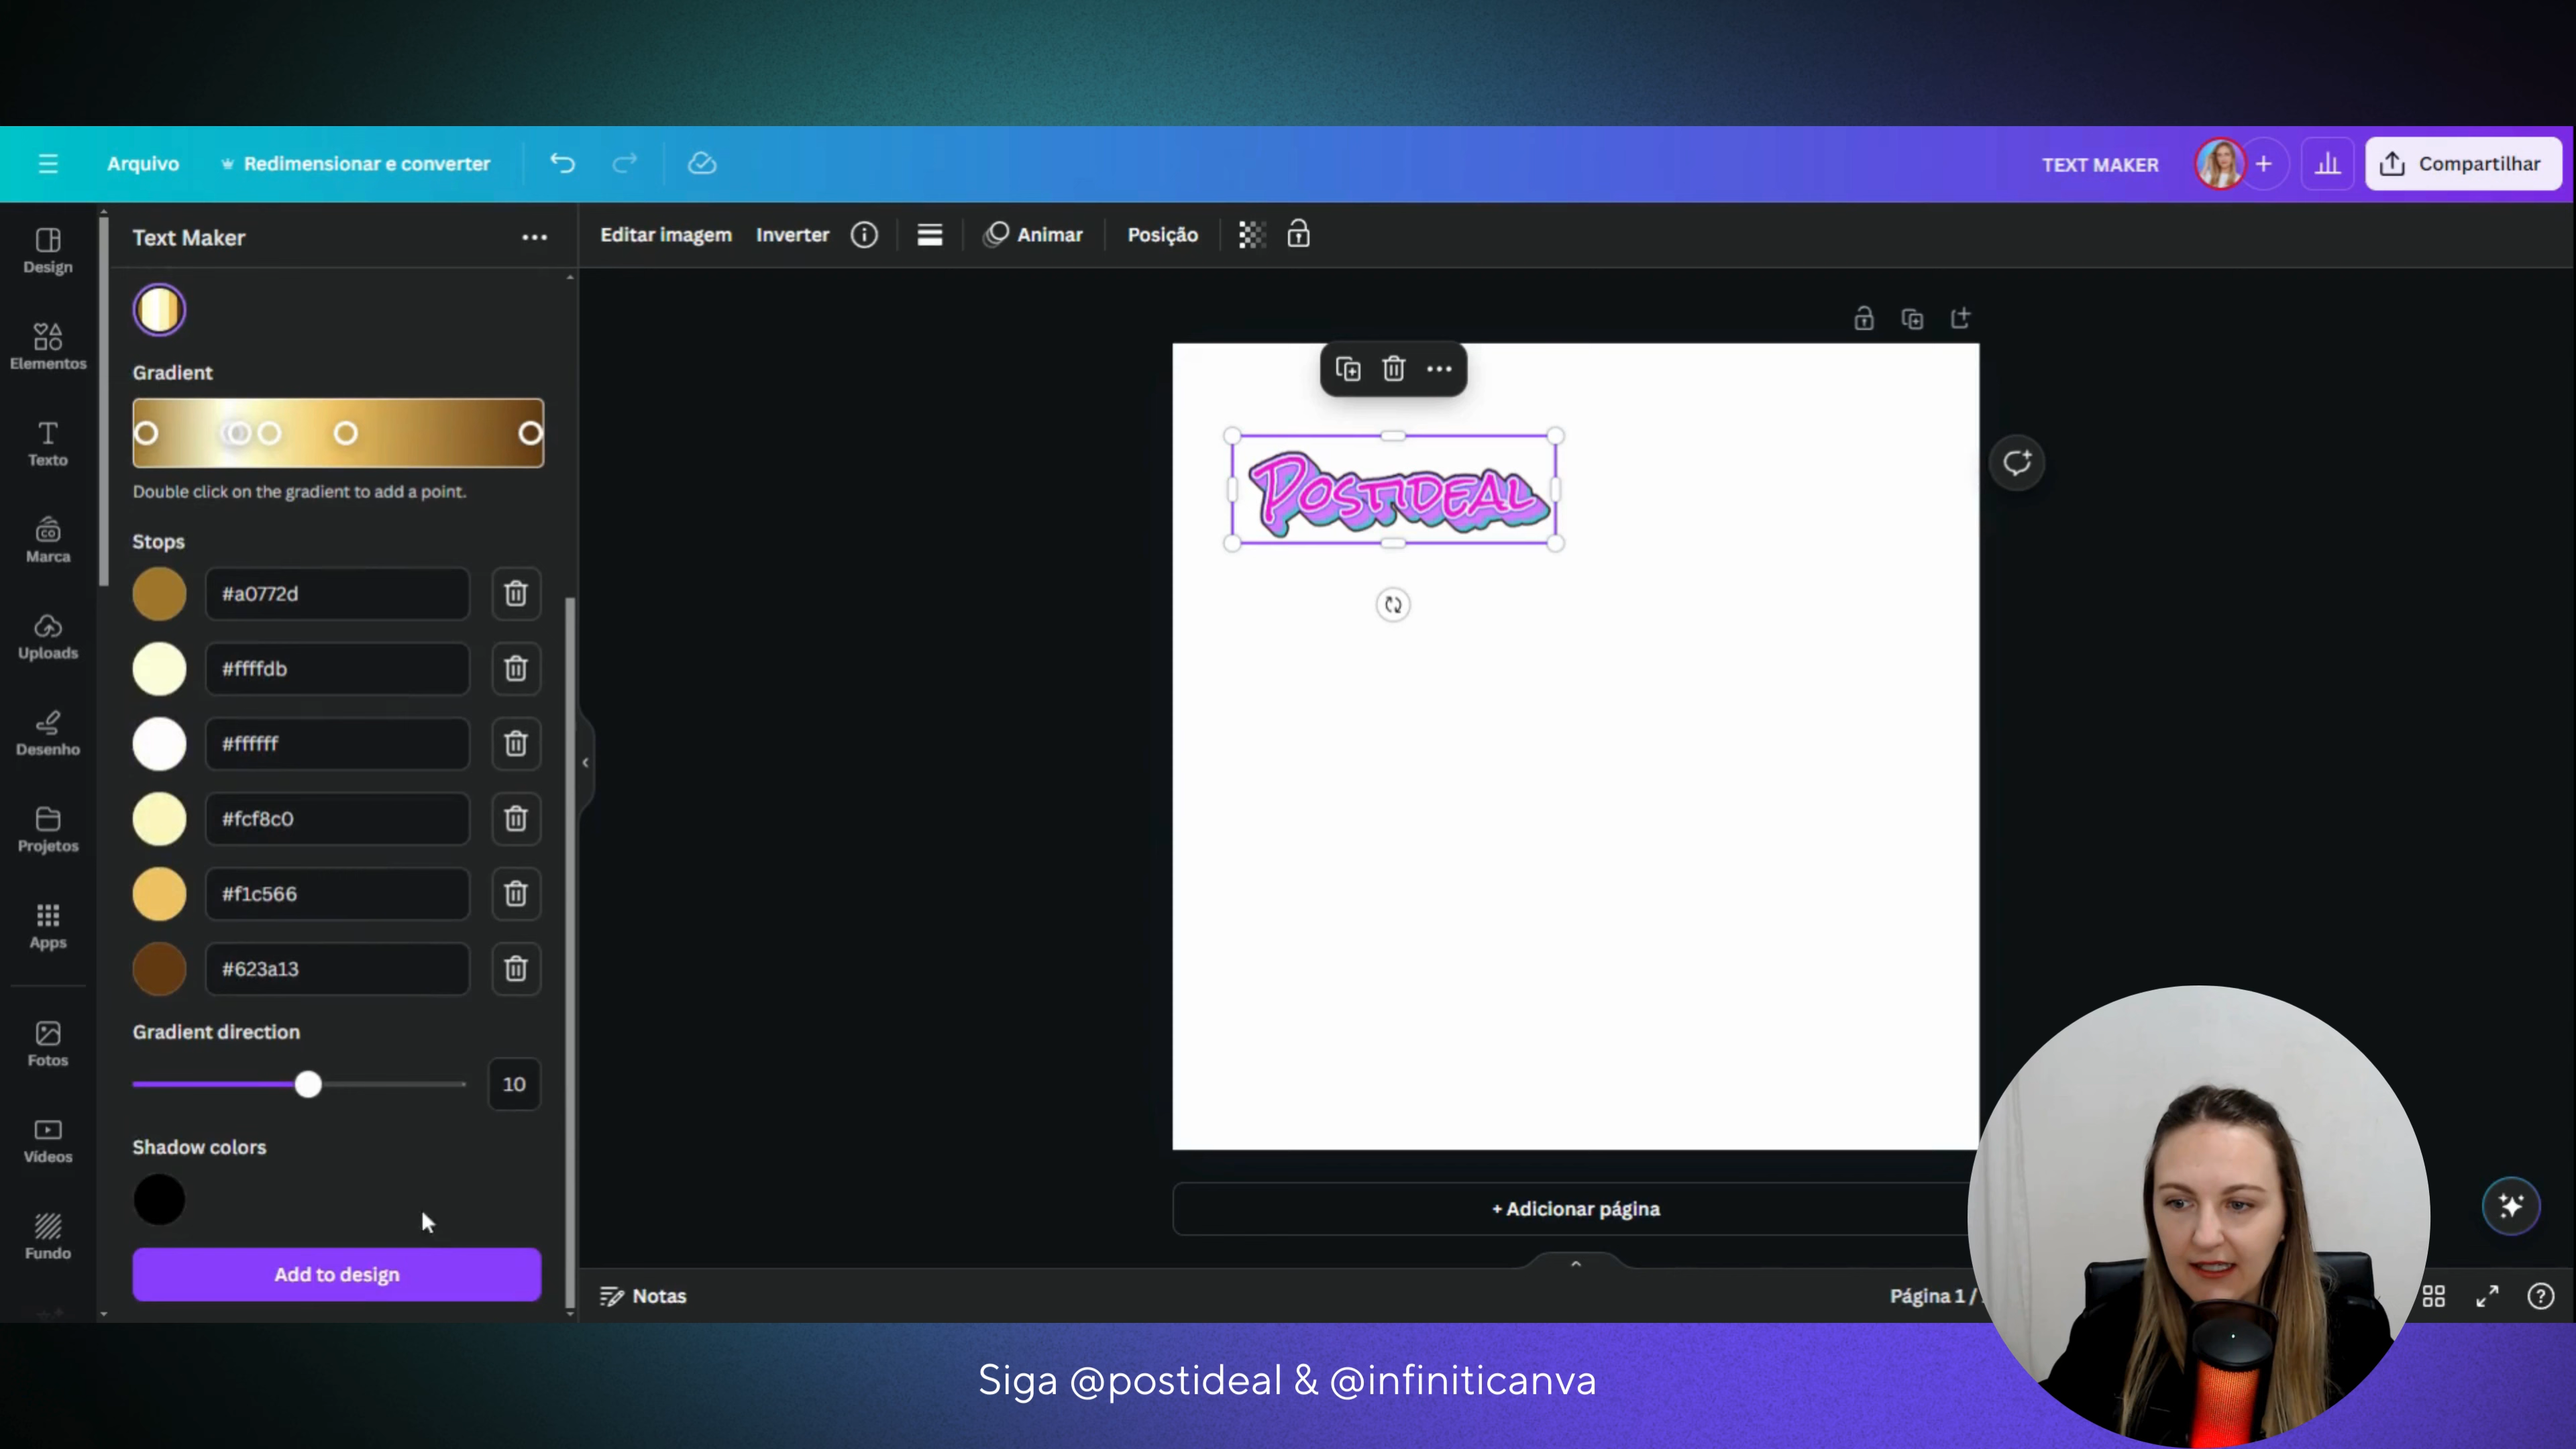 Arquivo
Redimensionar e converter
TEXT MAKER
Compartilhar
Design
Elementos
Texto
Marca
Uploads
Desenho
Projetos
Apps
Fotos
Vídeos
Fundo
Text Maker
Gradient
Double click on the gradient to add a point.
Stops
#a0772d
#ffffdb
#ffffff
#fcf8c0
#f1c566
#623a13
Gradient direction
10
Shadow colors
Add to design
Editar imagem
Inverter
Animar
Posição
POSTIDEAL
+ Adicionar página
Notas
Página 1 /
Siga @postideal & @infiniticanva